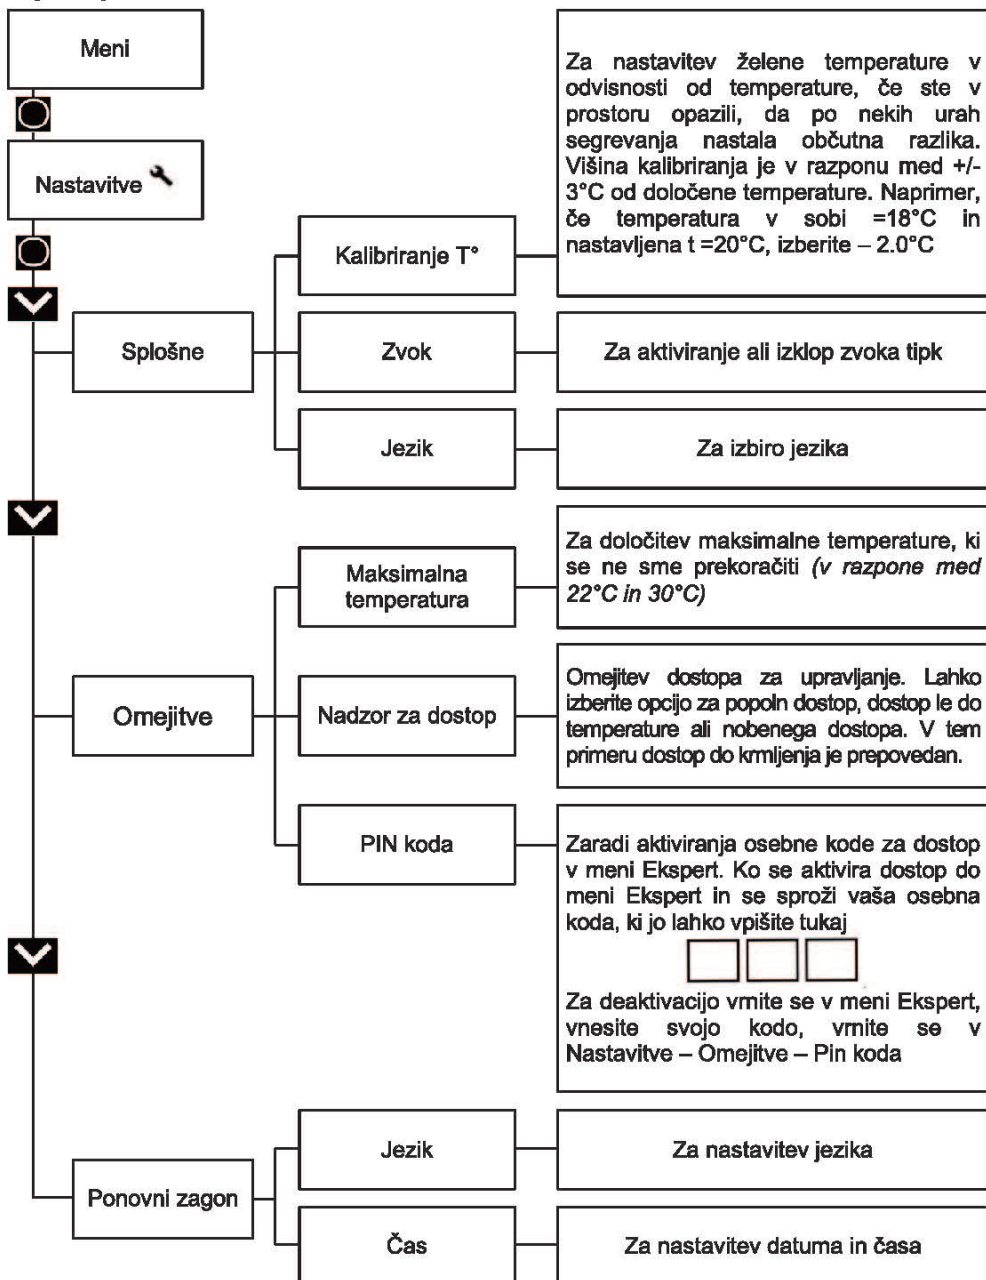 Meni
Za nastavitev želene temperature v
odvisnosti od temperature, če ste v
prostoru opazili, da po nekih urah
segrevanja nastala občutna razlika.
Višina kalibriranja je v razponu med +/-
3°C od določene temperature. Naprimer,
če temperatura v sobi =18°C in
nastavljena t =20°C, izberite – 2.0°C
Nastavitve
Kalibriranje T°
Splošne
Zvok
Za aktiviranje ali izklop zvoka tipk
Jezik
Za izbiro jezika
Maksimalna
temperatura
Za določitev maksimalne temperature, ki
se ne sme prekoračiti (v razpone med
22°C in 30°C)
Omejitve
Nadzor za dostop
Omejitev dostopa za upravljanje. Lahko
izberite opcijo za popoln dostop, dostop le do
temperature ali nobenega dostopa. V tem
primeru dostop do krmljenja je prepovedan.
PIN koda
Zaradi aktiviranja osebne kode za dostop
v meni Ekspert. Ko se aktivira dostop do
meni Ekspert in se sproži vaša osebna
koda, ki jo lahko vpišite tukaj
Za deaktivacijo vrnite se v meni Ekspert,
vnesite svojo kodo, vrnite se v
Nastavitve – Omejitve – Pin koda
Ponovni zagon
Jezik
Za nastavitev jezika
Čas
Za nastavitev datuma in časa